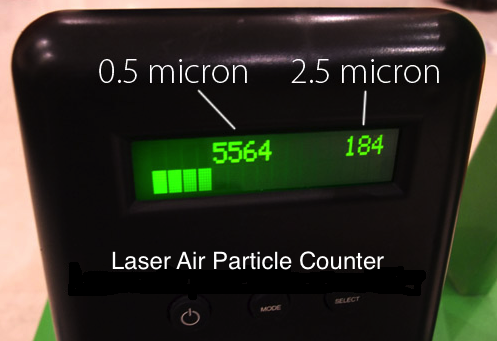 0.5 micron 2.5 micron
5564 184
Laser Air Particle Counter
MODE SELECT